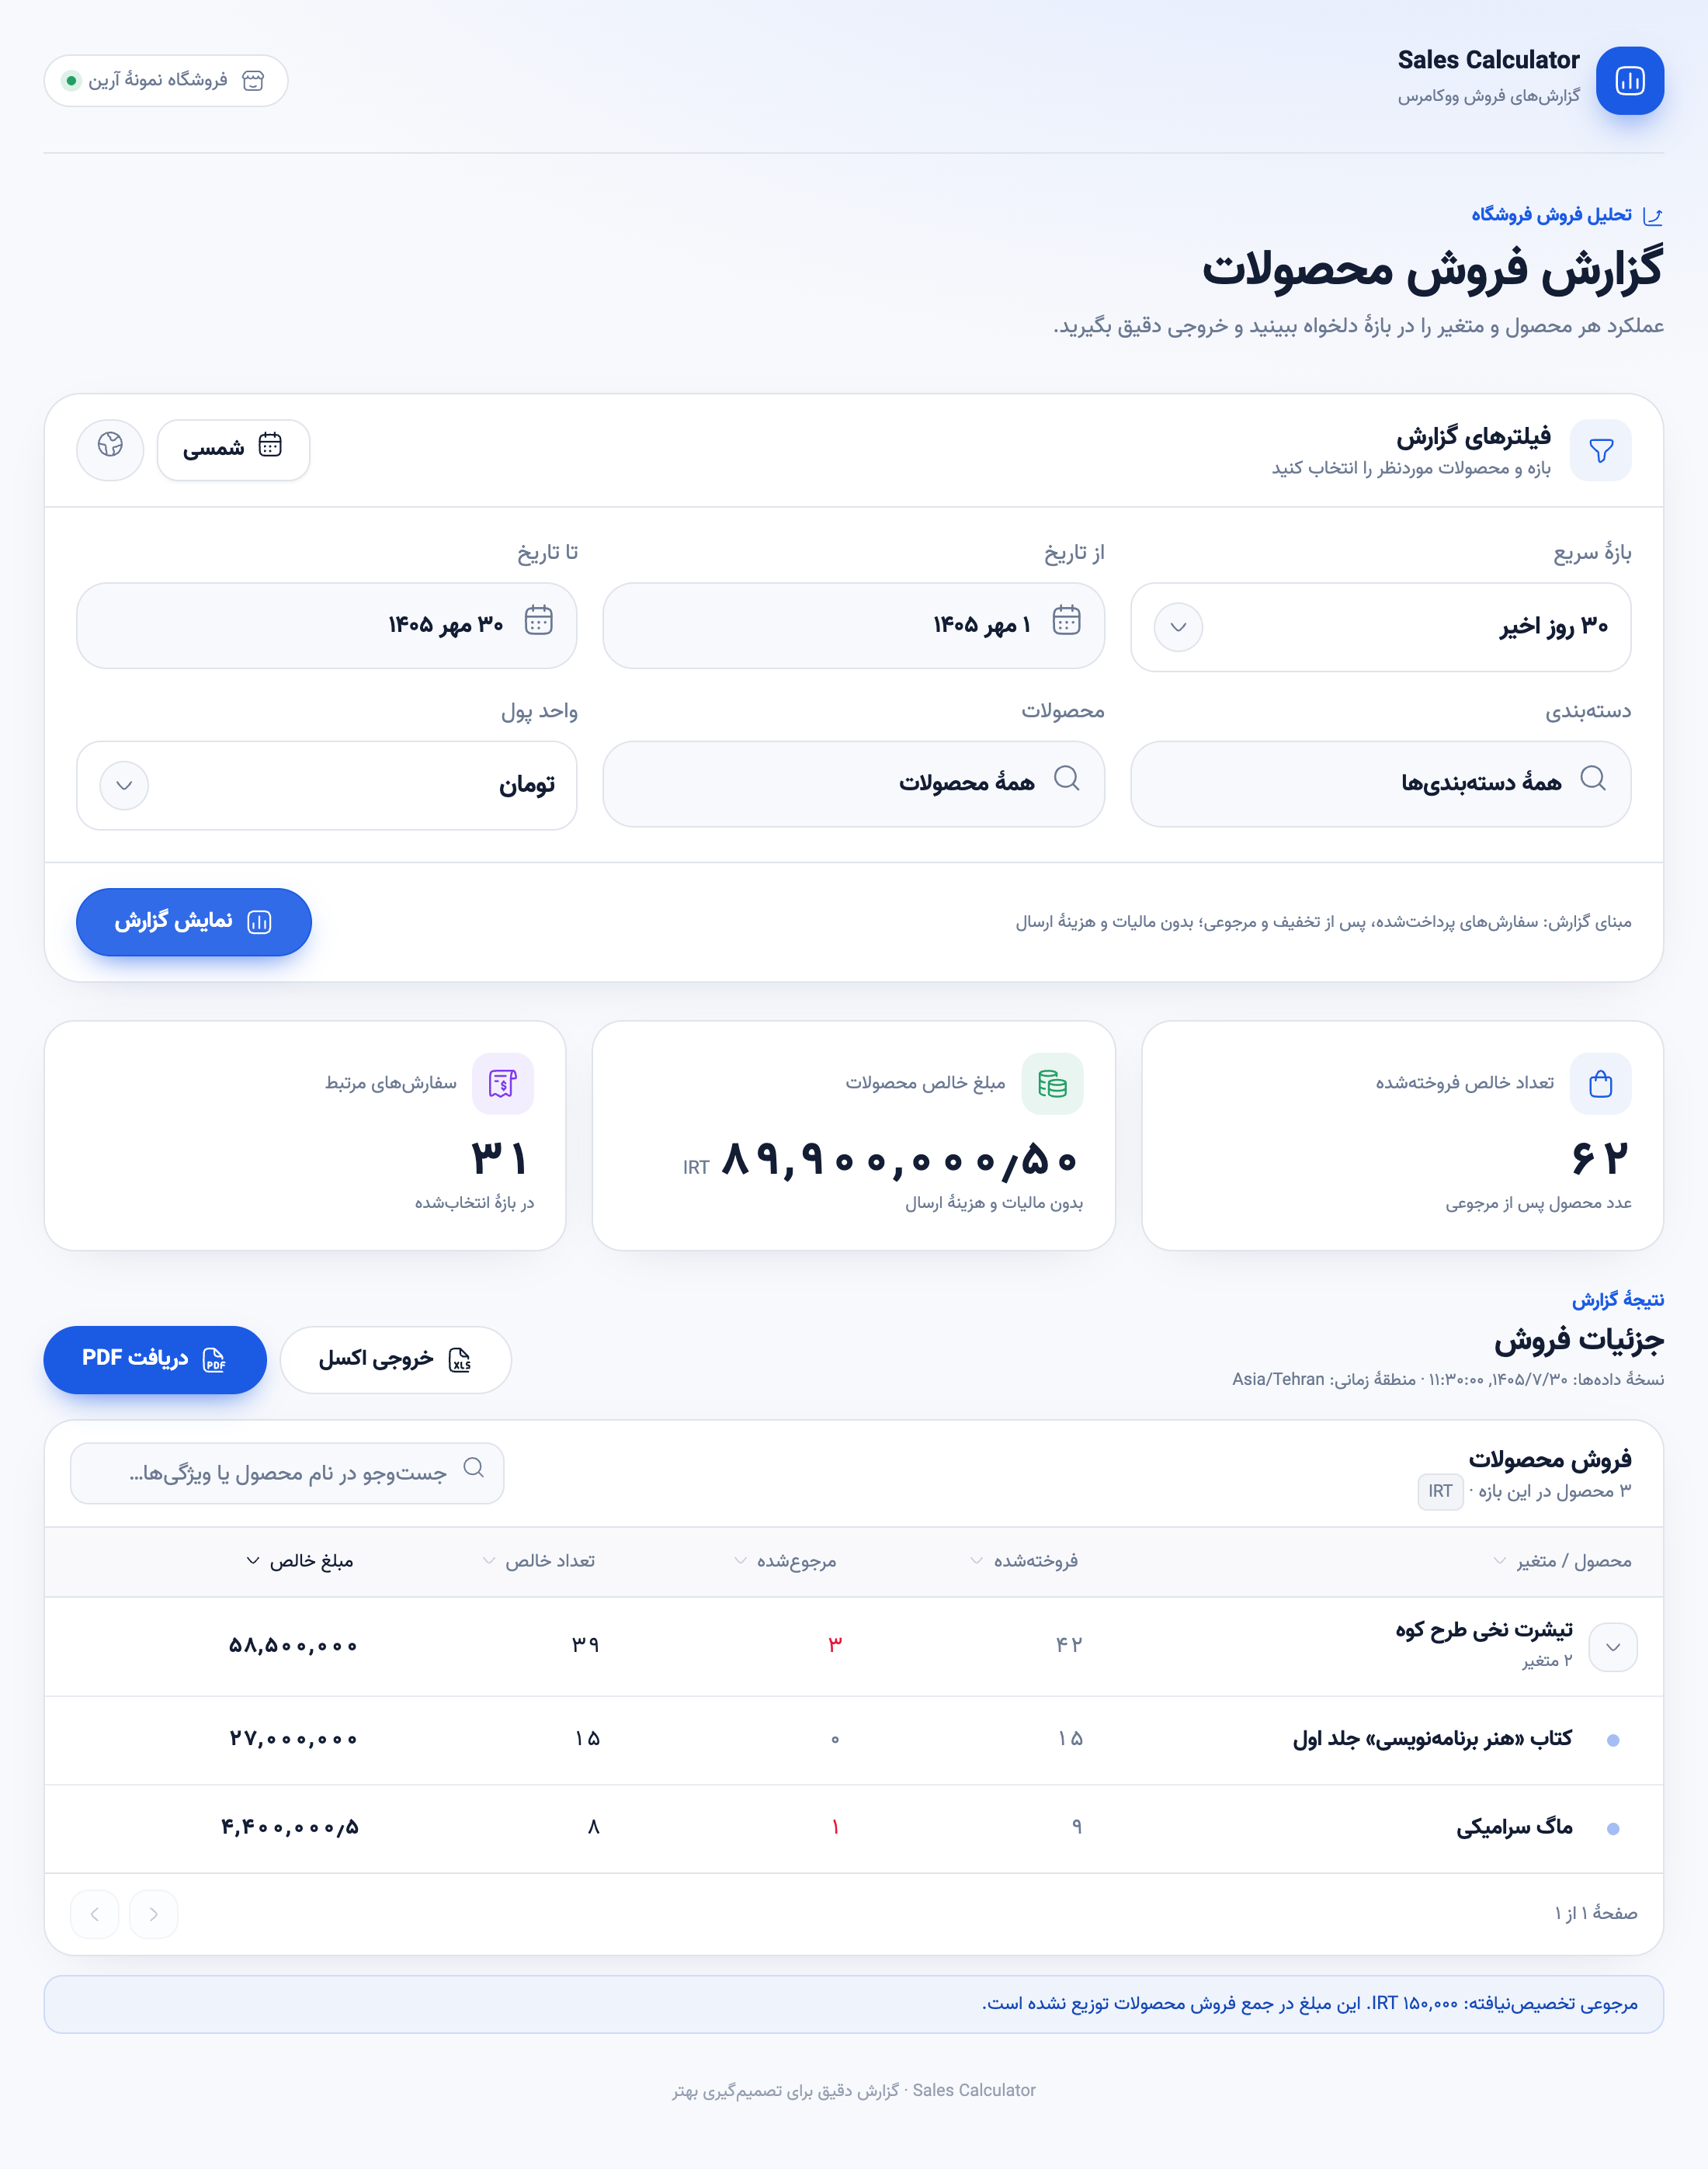 Sales Calculator
گزارش‌های فروش ووکامرس
فروشگاه نمونهٔ آرین
تحلیل فروش فروشگاه
گزارش فروش محصولات
عملکرد هر محصول و متغیر را در بازهٔ دلخواه ببینید و خروجی دقیق بگیرید.
فیلترهای گزارش
بازه و محصولات موردنظر را انتخاب کنید
شمسی
بازهٔ سریع
۳۰ روز اخیر
از تاریخ
۱ مهر ۱۴۰۵
تا تاریخ
۳۰ مهر ۱۴۰۵
دسته‌بندی
همهٔ دسته‌بندی‌ها
محصولات
همهٔ محصولات
واحد پول
تومان
مبنای گزارش: سفارش‌های پرداخت‌شده، پس از تخفیف و مرجوعی؛ بدون مالیات و هزینهٔ ارسال
نمایش گزارش
تعداد خالص فروخته‌شده
۶۲
عدد محصول پس از مرجوعی
مبلغ خالص محصولات
۸۹,۹۰۰,۰۰۰٫۵۰ IRT
بدون مالیات و هزینهٔ ارسال
سفارش‌های مرتبط
۳۱
در بازهٔ انتخاب‌شده
نتیجهٔ گزارش
جزئیات فروش
نسخهٔ داده‌ها: ۱۴۰۵/۷/۳۰, ۱۱:۳۰:۰۰ · منطقهٔ زمانی: Asia/Tehran
خروجی اکسل
دریافت PDF
فروش محصولات
۳ محصول در این بازه · IRT
جست‌وجو در نام محصول یا ویژگی‌ها…
محصول / متغیر فروخته‌شده مرجوع‌شده تعداد خالص مبلغ خالص
تیشرت نخی طرح کوه ۴۲ ۳ ۳۹ ۵۸,۵۰۰,۰۰۰
۲ متغیر
کتاب «هنر برنامه‌نویسی» جلد اول ۱۵ ۰ ۱۵ ۲۷,۰۰۰,۰۰۰
ماگ سرامیکی ۹ ۱ ۸ ۴,۴۰۰,۰۰۰٫۵
صفحهٔ ۱ از ۱
مرجوعی تخصیص‌نیافته: ۱۵۰,۰۰۰ IRT. این مبلغ در جمع فروش محصولات توزیع نشده است.
Sales Calculator · گزارش دقیق برای تصمیم‌گیری بهتر